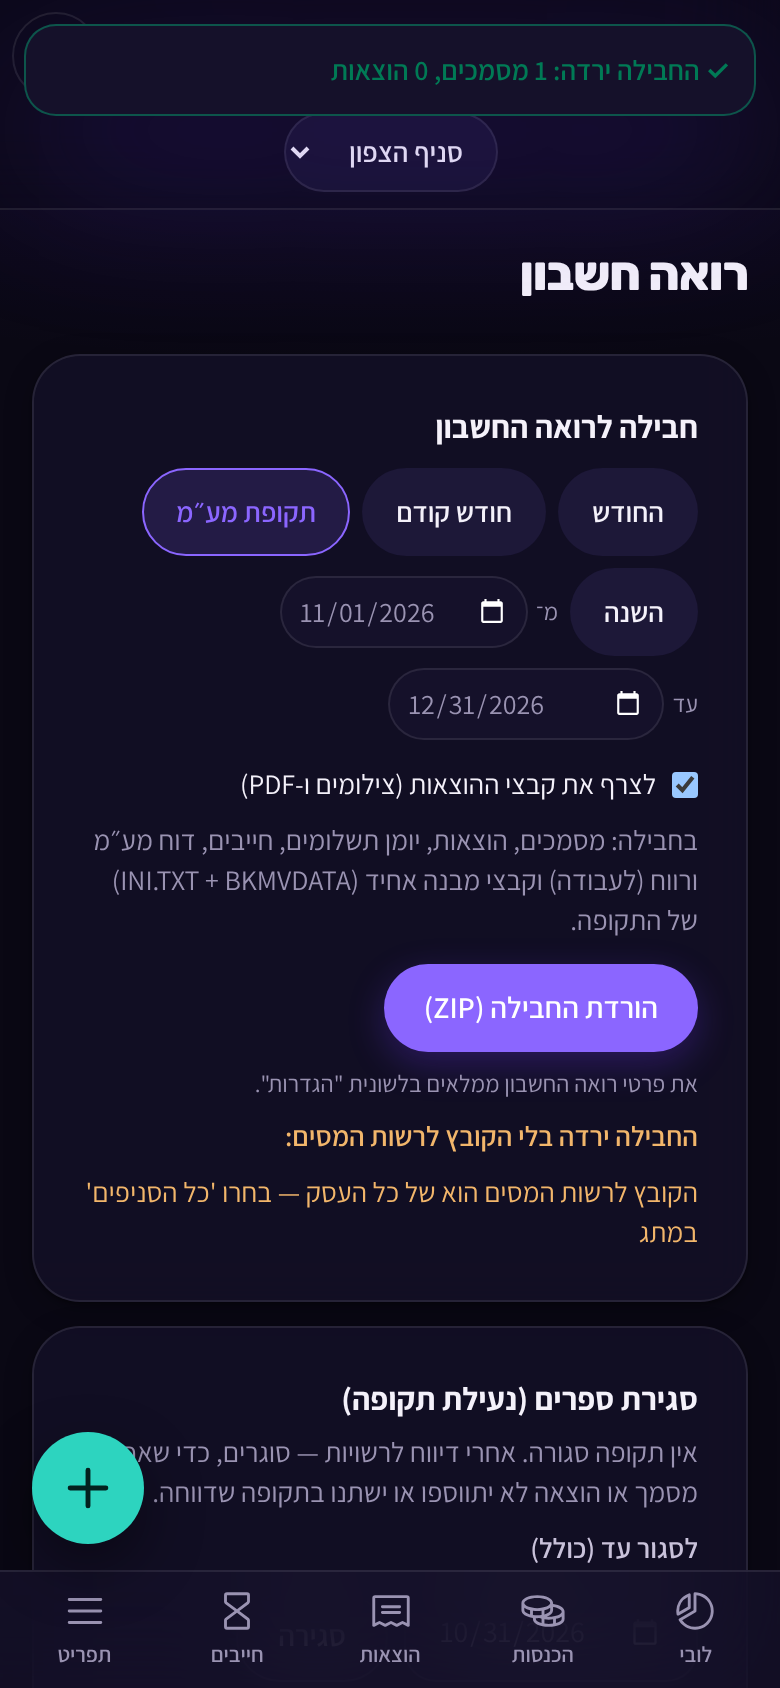 ✓ החבילה ירדה: 1 מסמכים, 0 הוצאות
סניף הצפון
רואה חשבון
חבילה לרואה החשבון
החודש
חודש קודם
תקופת מע״מ
השנה
מ־
11/01/2026
עד
12/31/2026
לצרף את קבצי ההוצאות (צילומים ו-PDF)
בחבילה: מסמכים, הוצאות, יומן תשלומים, חייבים, דוח מע״מ
ורווח (לעבודה) וקבצי מבנה אחיד (INI.TXT + BKMVDATA)
של התקופה.
הורדת החבילה (ZIP)
את פרטי רואה החשבון ממלאים בלשונית "הגדרות".
החבילה ירדה בלי הקובץ לרשות המסים:
הקובץ לרשות המסים הוא של כל העסק — בחרו 'כל הסניפים'
במתג
סגירת ספרים (נעילת תקופה)
אין תקופה סגורה. אחרי דיווח לרשויות — סוגרים, כדי
מסמך או הוצאה לא יתווספו או ישתנו בתקופה שדווחה.
לסגור עד (כולל)
10/31/2026
סגירה
לובי
הכנסות
הוצאות
חייבים
תפריט